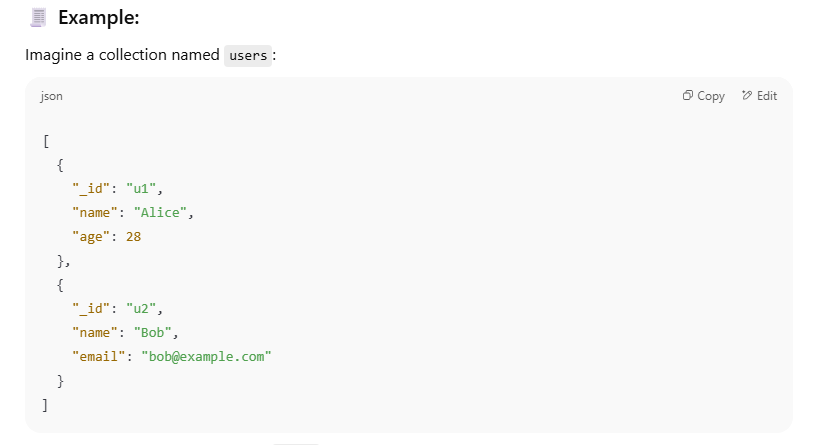 Example:
Imagine a collection named users:
json Copy Edit
[
  {
    "_id": "u1",
    "name": "Alice",
    "age": 28
  },
  {
    "_id": "u2",
    "name": "Bob",
    "email": "bob@example.com"
  }
]